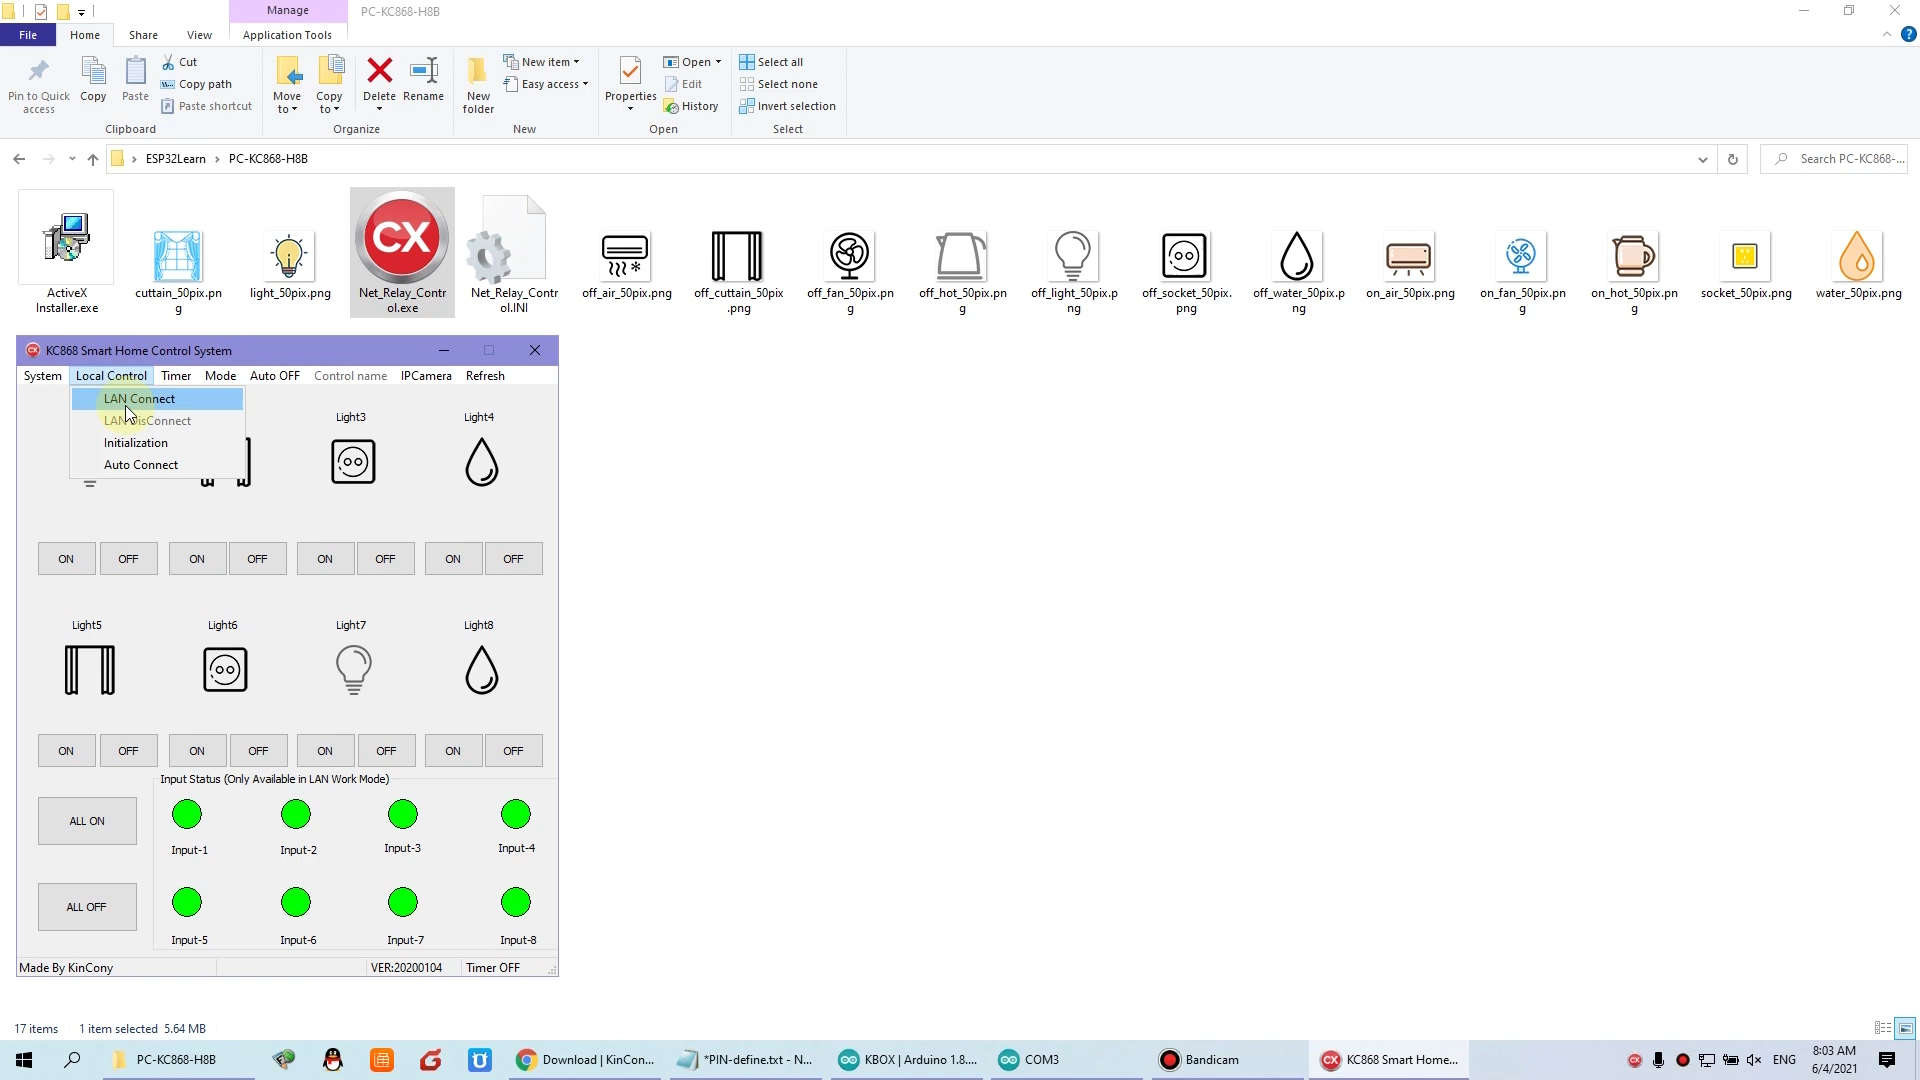 Manage
PC-KC868-H8B
File
Home
Share
View
Application Tools
Pin to Quick access
Copy
Paste
Cut
Copy path
Paste shortcut
Clipboard
Move to
Copy to
Delete
Rename
Organize
New folder
New item
Easy access
New
Properties
Open
Edit
History
Open
Select all
Select none
Invert selection
Select
ESP32Learn
PC-KC868-H8B
Search PC-KC868-...
CX
ActiveX Installer.exe
cuttain_50pix.png
light_50pix.png
Net_Relay_Control.exe
Net_Relay_Control.INI
off_air_50pix.png
off_cuttain_50pix.png
off_fan_50pix.png
off_hot_50pix.png
off_light_50pix.png
off_socket_50pix.png
off_water_50pix.png
on_air_50pix.png
on_fan_50pix.png
on_hot_50pix.png
socket_50pix.png
water_50pix.png
KC868 Smart Home Control System
System
Local Control
Timer
Mode
Auto OFF
Control name
IPCamera
Refresh
LAN Connect
LAN DisConnect
Initialization
Auto Connect
Light3
Light4
ON
OFF
ON
OFF
ON
OFF
ON
OFF
Light5
Light6
Light7
Light8
ON
OFF
ON
OFF
ON
OFF
ON
OFF
Input Status (Only Available in LAN Work Mode)
ALL ON
Input-1
Input-2
Input-3
Input-4
ALL OFF
Input-5
Input-6
Input-7
Input-8
Made By KinCony
VER:20200104
Timer OFF
17 items
1 item selected 5.64 MB
PC-KC868-H8B
Download | KinCon...
*PIN-define.txt - N...
KBOX | Arduino 1.8....
COM3
Bandicam
KC868 Smart Home...
ENG
8:03 AM
6/4/2021